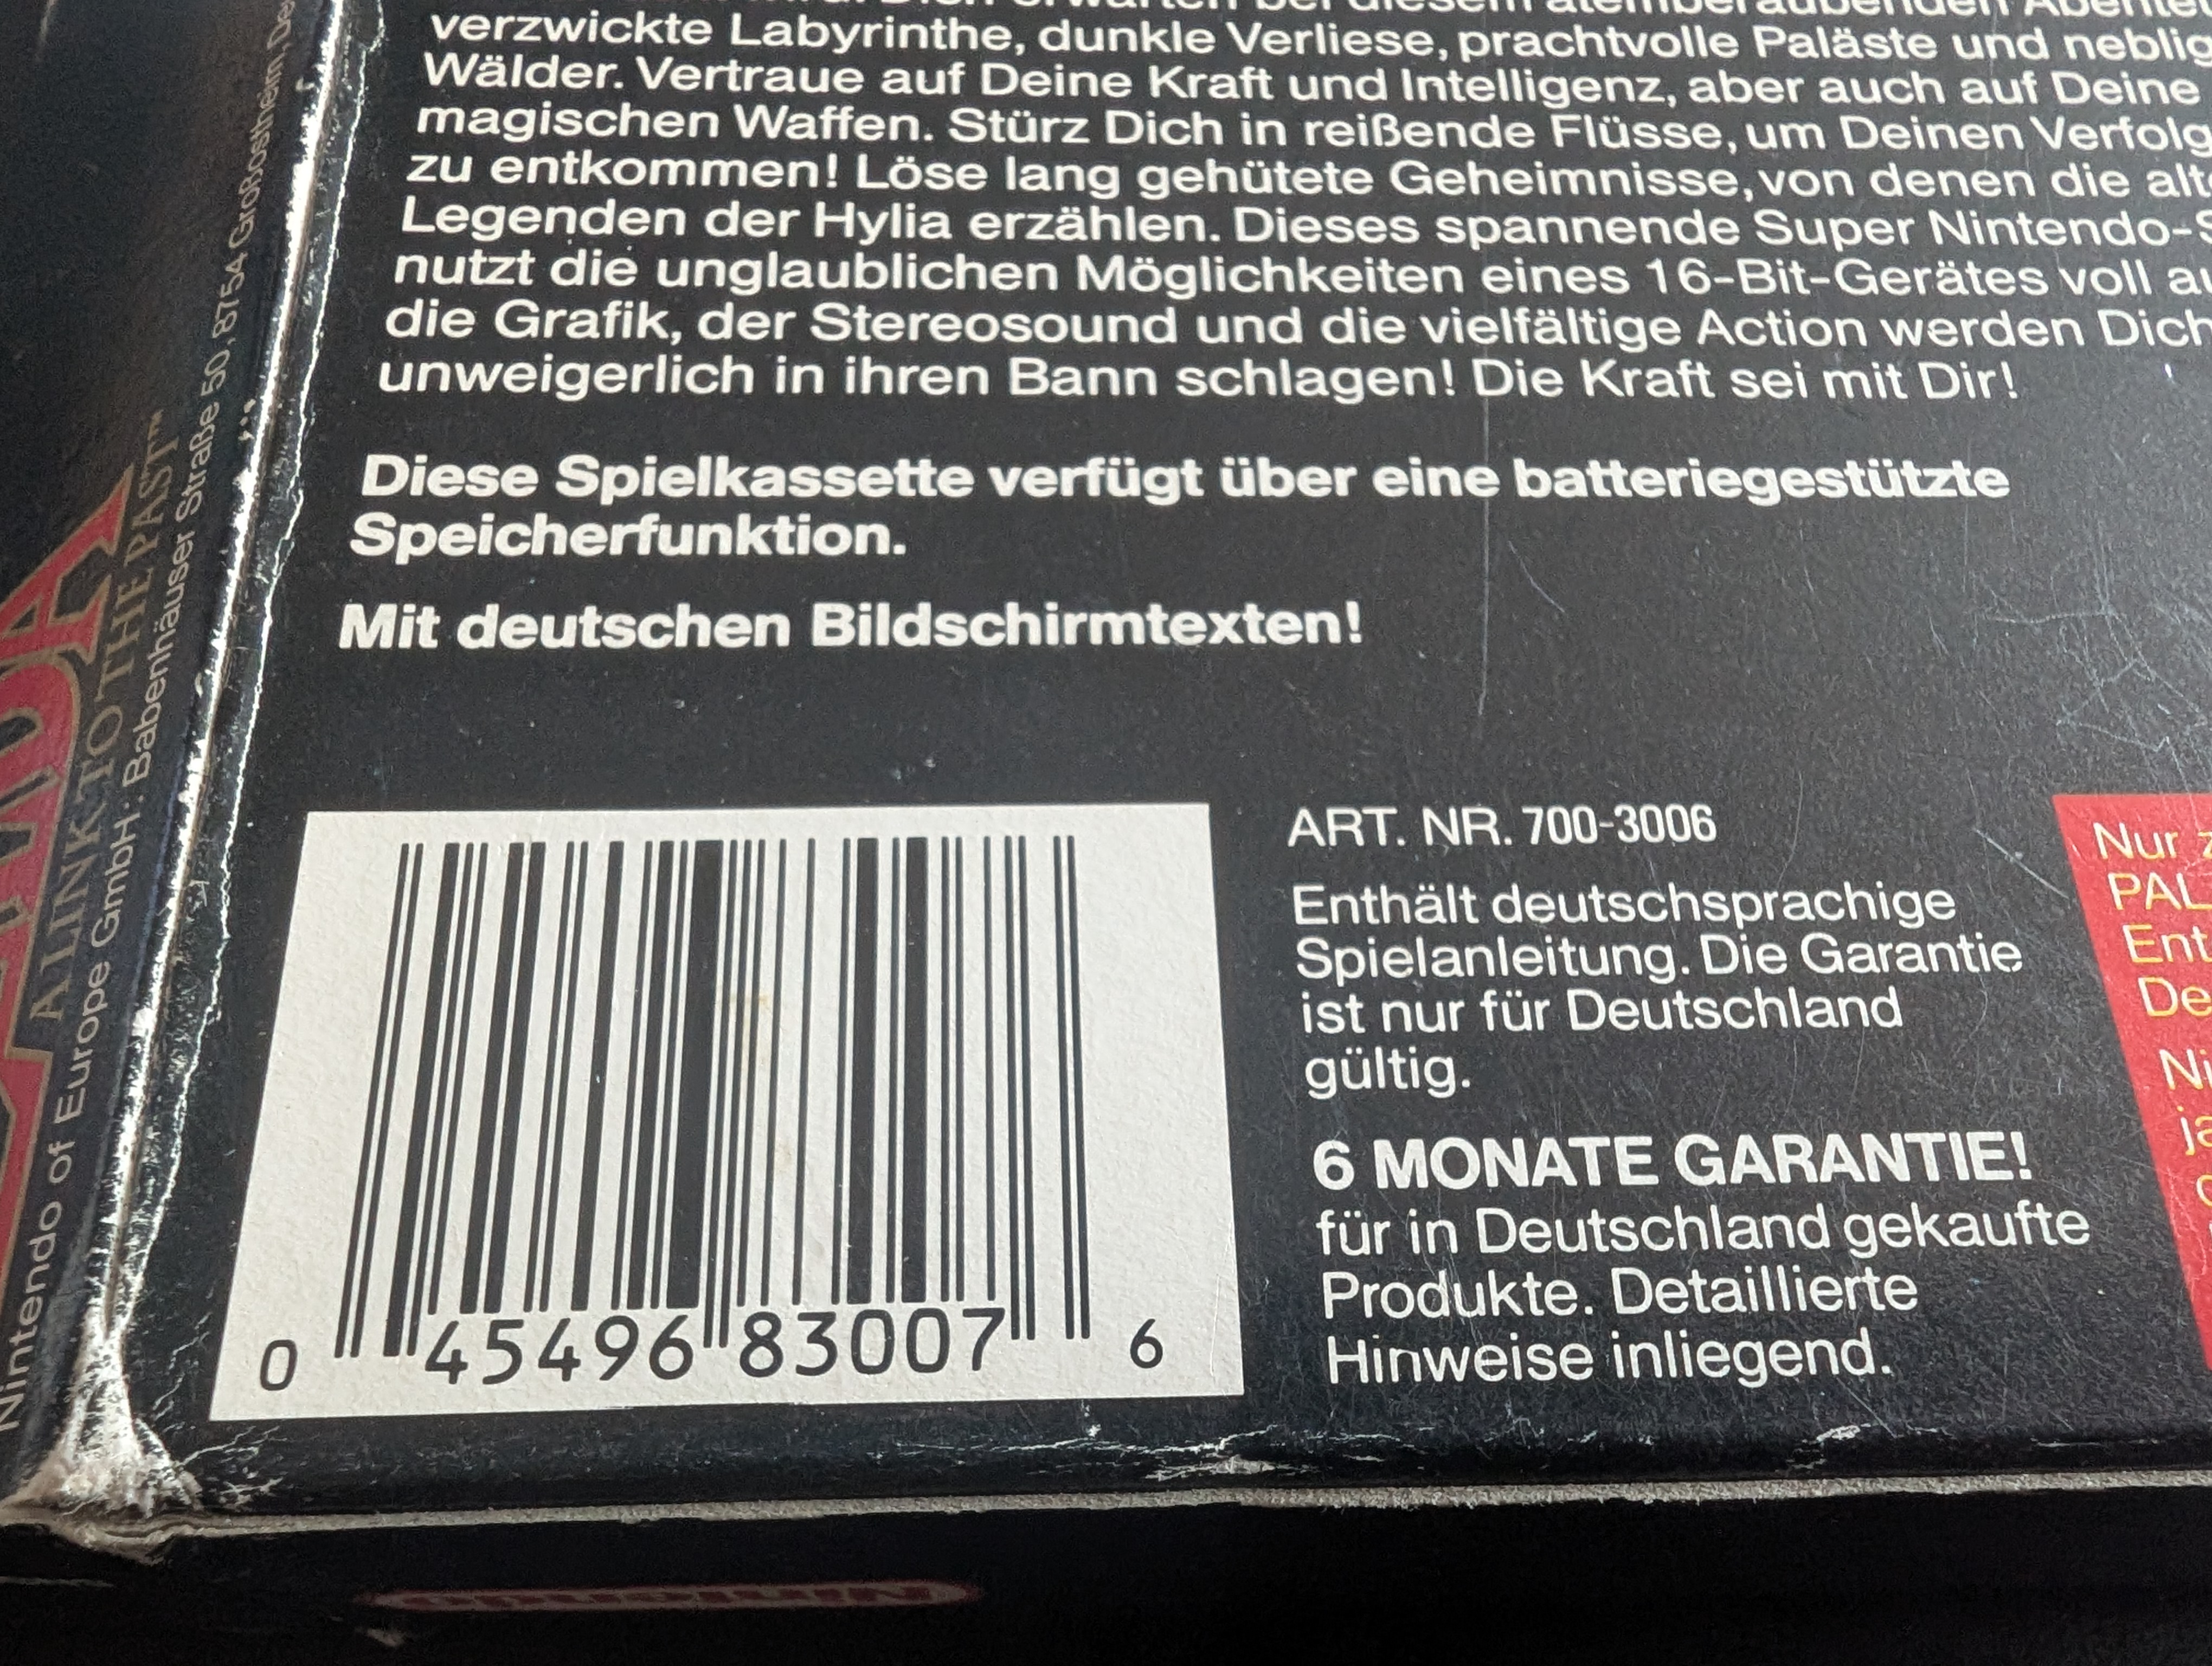 verzwickte Labyrinthe, dunkle Verliese, prachtvolle Paläste und
Wälder. Vertraue auf Deine Kraft und Intelligenz, aber auch auf Deine
magischen Waffen. Stürz Dich in reißende Flüsse, um Deinen
zu entkommen! Löse lang gehütete Geheimnisse, von denen die
Legenden der Hylia erzählen. Dieses spannende Super Nintendo-
nutzt die unglaublichen Möglichkeiten eines 16-Bit-Gerätes voll
die Grafik, der Stereosound und die vielfältige Action werden Dich
unweigerlich in ihren Bann schlagen! Die Kraft sei mit Dir!
Diese Spielkassette verfügt über eine batteriegestützte
Speicherfunktion.
Mit deutschen Bildschirmtexten!
0 45496 83007 6
ART. NR. 700-3006
Enthält deutschsprachige
Spielanleitung. Die Garantie
ist nur für Deutschland
gültig.
6 MONATE GARANTIE!
für in Deutschland gekaufte
Produkte. Detaillierte
Hinweise inliegend.
Nur
PAL
A LINK TO THE PAST™
Nintendo of Europe GmbH: Babenhäuser Straße 50, 8754 Großostheim,
Nintendo